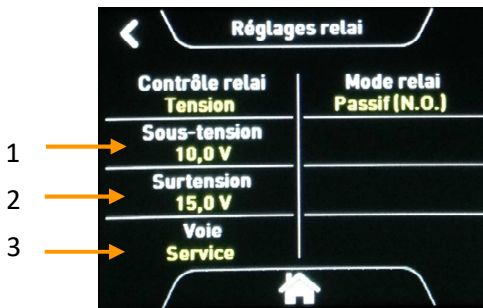 Réglages relai
Contrôle relai
Tension
Mode relai
Passif (N.O.)
1
Sous-tension
10,0 V
2
Surtension
15,0 V
3
Voie
Service